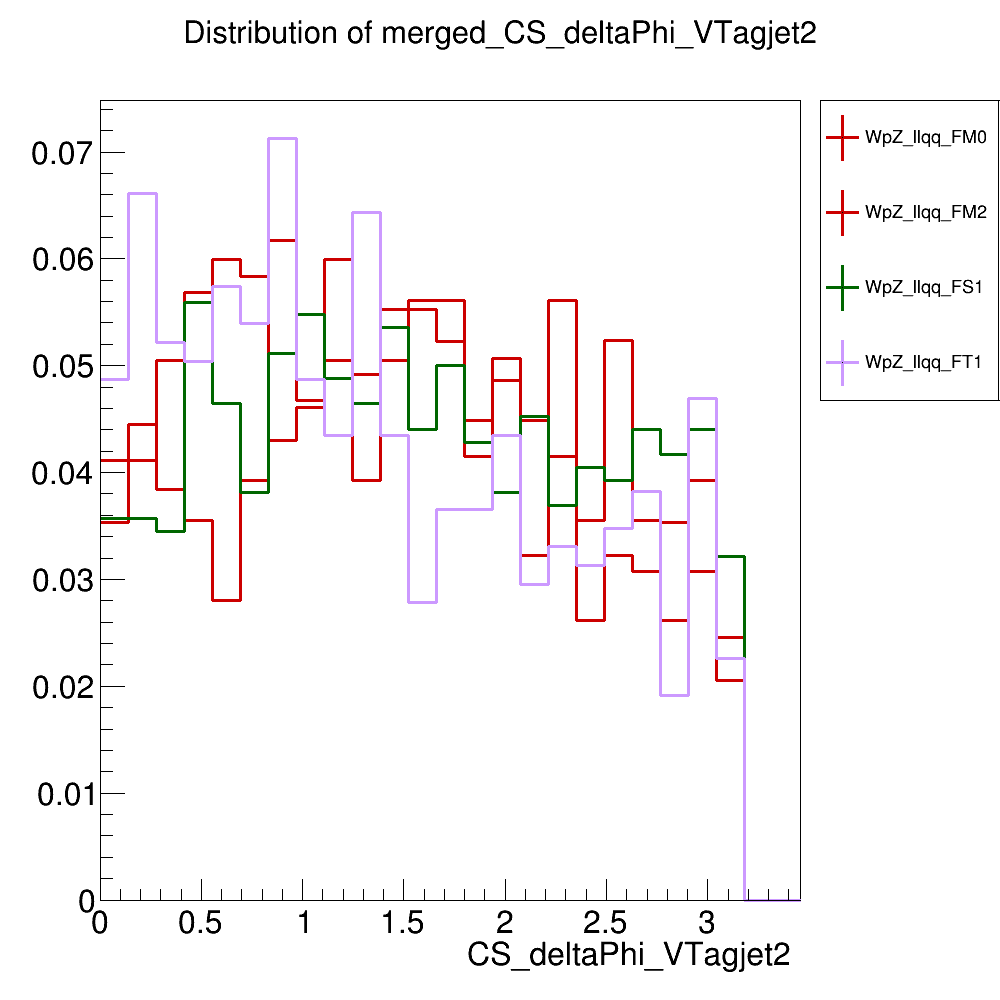 Distribution of merged_CS_deltaPhi_VTagjet2
0.07
0.06
0.05
0.04
0.03
0.02
0.01
0
0 0.5 1 1.5 2 2.5 3
CS_deltaPhi_VTagjet2
WpZ_llqq_FM0
WpZ_llqq_FM2
WpZ_llqq_FS1
WpZ_llqq_FT1